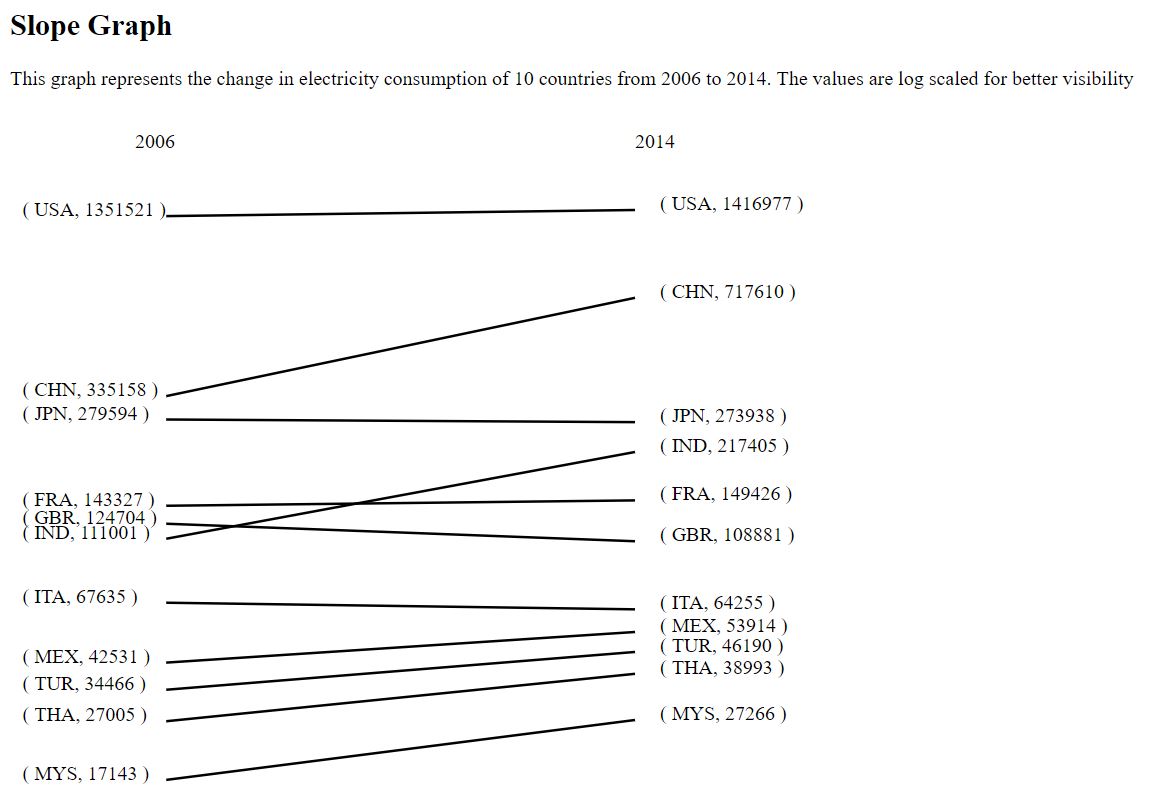 Slope Graph
This graph represents the change in electricity consumption of 10 countries from 2006 to 2014. The values are log scaled for better visibility
2006 2014
( USA, 1351521 ) ( USA, 1416977 )
( CHN, 717610 )
( CHN, 335158 )
( JPN, 279594 ) ( JPN, 273938 )
( IND, 217405 )
( FRA, 143327 ) ( FRA, 149426 )
( GBR, 124704 )
( IND, 111001 ) ( GBR, 108881 )
( ITA, 67635 ) ( ITA, 64255 )
( MEX, 53914 )
( TUR, 46190 )
( MEX, 42531 ) ( THA, 38993 )
( TUR, 34466 )
( THA, 27005 ) ( MYS, 27266 )
( MYS, 17143 )